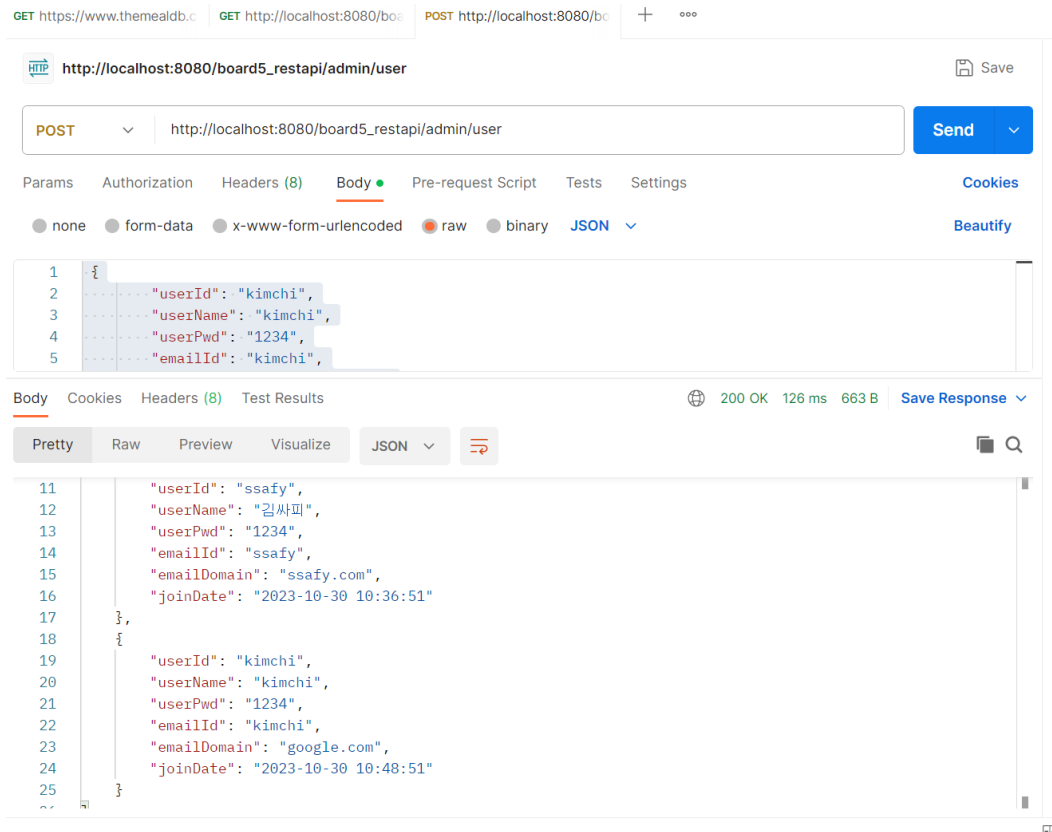 GET https://www.themealdb.c GET http://localhost:8080/boa POST http://localhost:8080/bo
HTTP http://localhost:8080/board5_restapi/admin/user Save
POST http://localhost:8080/board5_restapi/admin/user Send
Params Authorization Headers (8) Body Pre-request Script Tests Settings Cookies
none form-data x-www-form-urlencoded raw binary JSON Beautify
1 {
2 "userId": "kimchi",
3 "userName": "kimchi",
4 "userPwd": "1234",
5 "emailId": "kimchi",
Body Cookies Headers (8) Test Results 200 OK 126 ms 663 B Save Response
Pretty Raw Preview Visualize JSON
11 "userId": "ssafy",
12 "userName": "김싸피",
13 "userPwd": "1234",
14 "emailId": "ssafy",
15 "emailDomain": "ssafy.com",
16 "joinDate": "2023-10-30 10:36:51"
17 },
18 {
19 "userId": "kimchi",
20 "userName": "kimchi",
21 "userPwd": "1234",
22 "emailId": "kimchi",
23 "emailDomain": "google.com",
24 "joinDate": "2023-10-30 10:48:51"
25 }